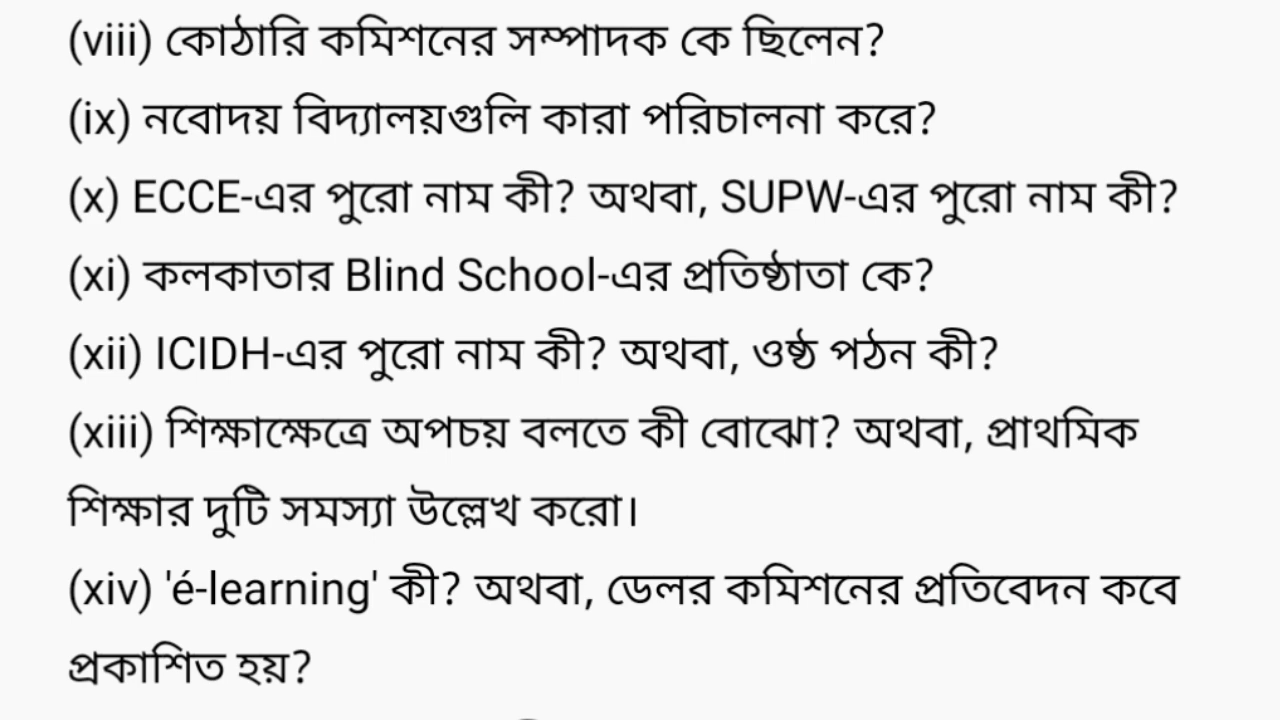 (viii) কোঠারি কমিশনের সম্পাদক কে ছিলেন?
(ix) নবোদয় বিদ্যালয়গুলি কারা পরিচালনা করে?
(x) ECCE-এর পুরো নাম কী? অথবা, SUPW-এর পুরো নাম কী?
(xi) কলকাতার Blind School-এর প্রতিষ্ঠাতা কে?
(xii) ICIDH-এর পুরো নাম কী? অথবা, ওষ্ঠ পঠন কী?
(xiii) শিক্ষাক্ষেত্রে অপচয় বলতে কী বোঝো? অথবা, প্রাথমিক
শিক্ষার দুটি সমস্যা উল্লেখ করো।
(xiv) 'é-learning' কী? অথবা, ডেলর কমিশনের প্রতিবেদন কবে
প্রকাশিত হয়?